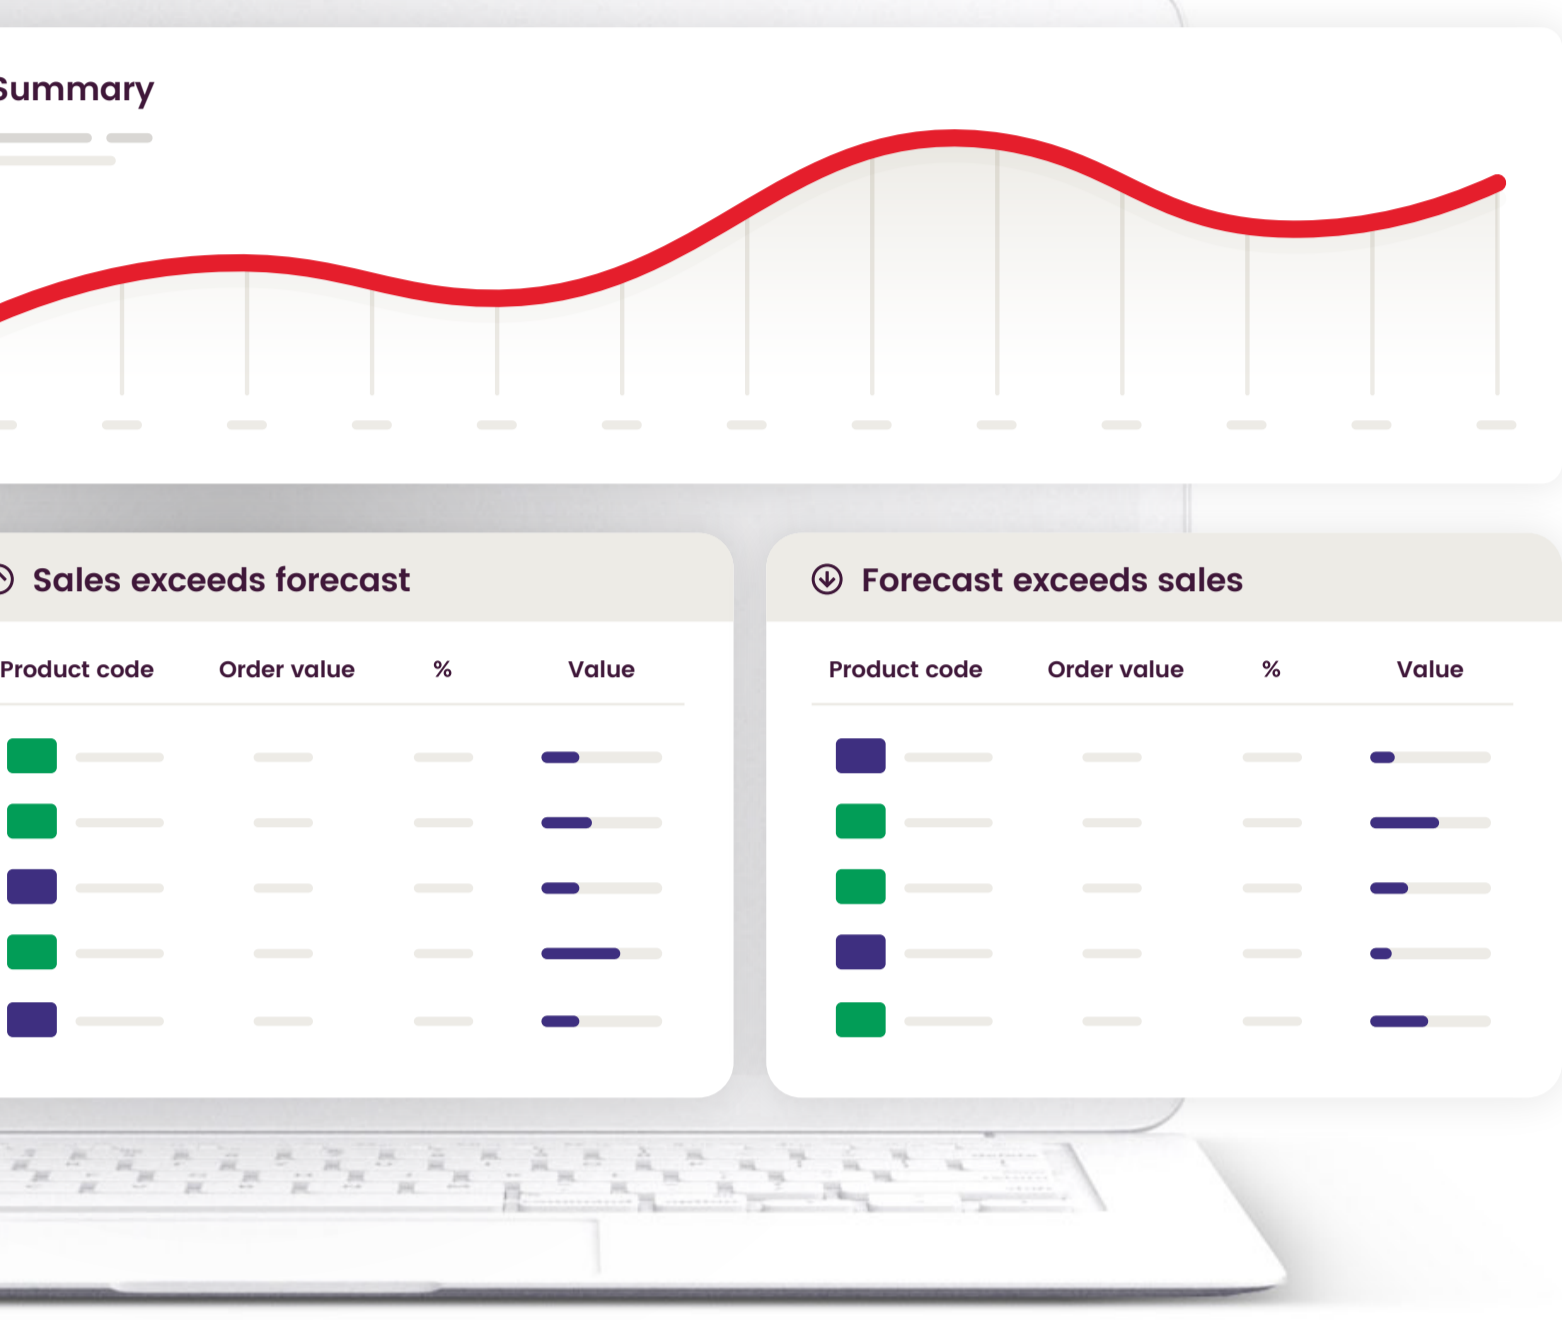 Summary
Sales exceeds forecast
Product code Order value % Value
Forecast exceeds sales
Product code Order value % Value